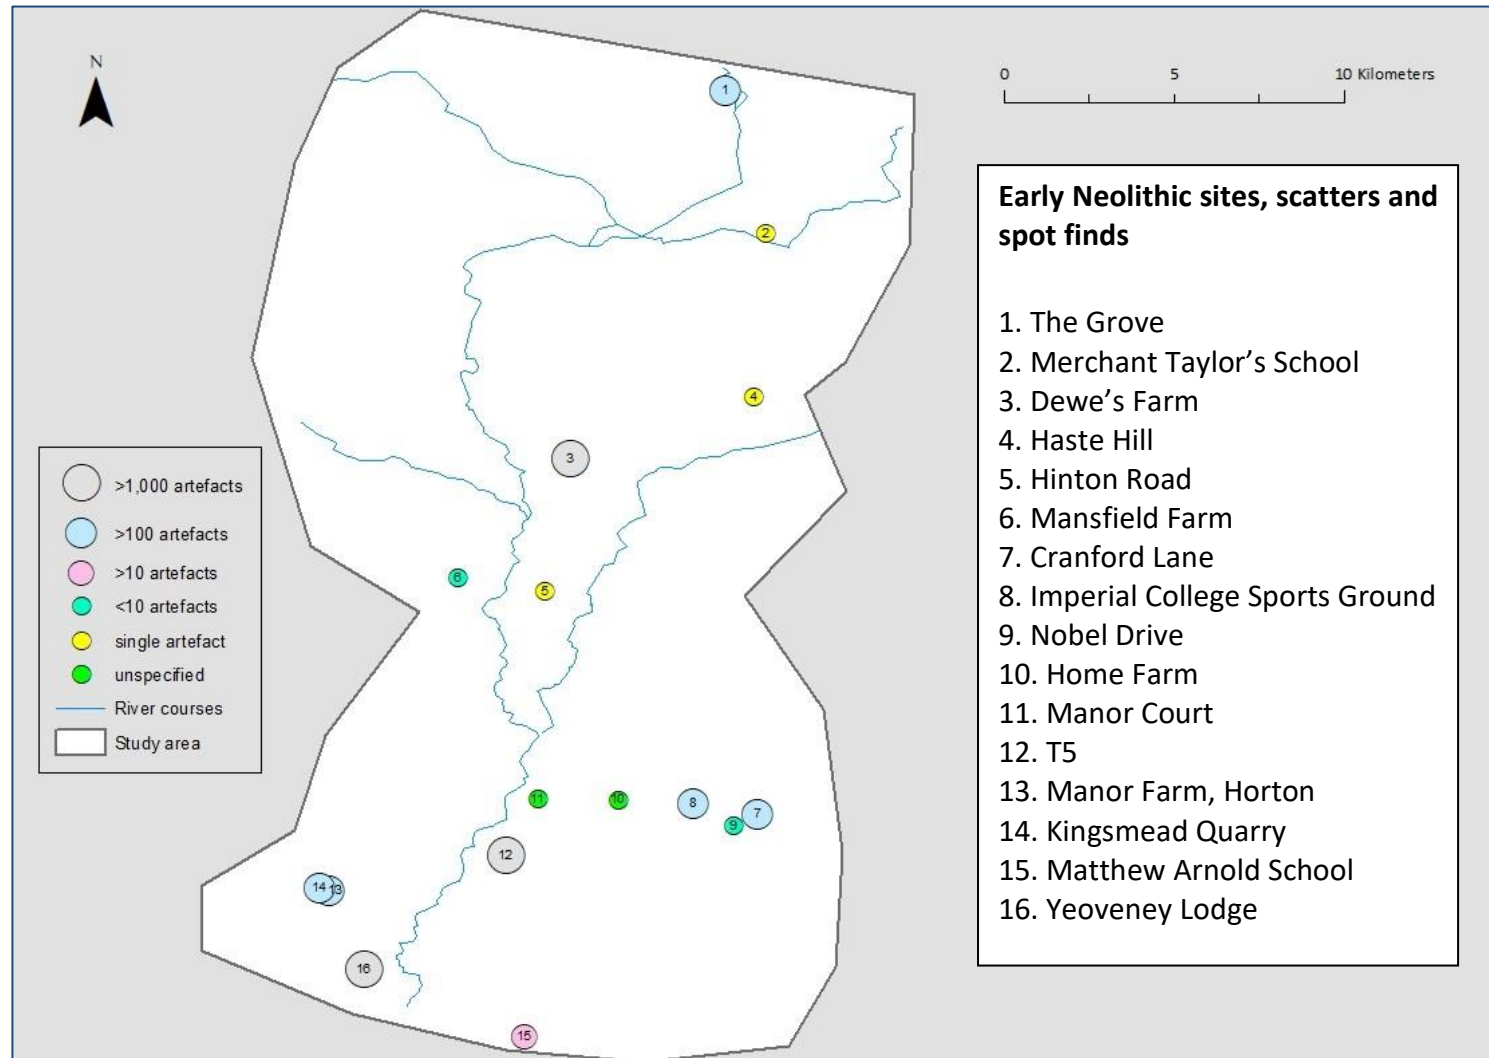 N
0 5 10 Kilometers
1
2
4
3
6
5
11
10
8
7
9
12
14
13
16
15
>1,000 artefacts
>100 artefacts
>10 artefacts
<10 artefacts
single artefact
unspecified
River courses
Study area
Early Neolithic sites, scatters and
spot finds
1. The Grove
2. Merchant Taylor’s School
3. Dewe’s Farm
4. Haste Hill
5. Hinton Road
6. Mansfield Farm
7. Cranford Lane
8. Imperial College Sports Ground
9. Nobel Drive
10. Home Farm
11. Manor Court
12. T5
13. Manor Farm, Horton
14. Kingsmead Quarry
15. Matthew Arnold School
16. Yeoveney Lodge